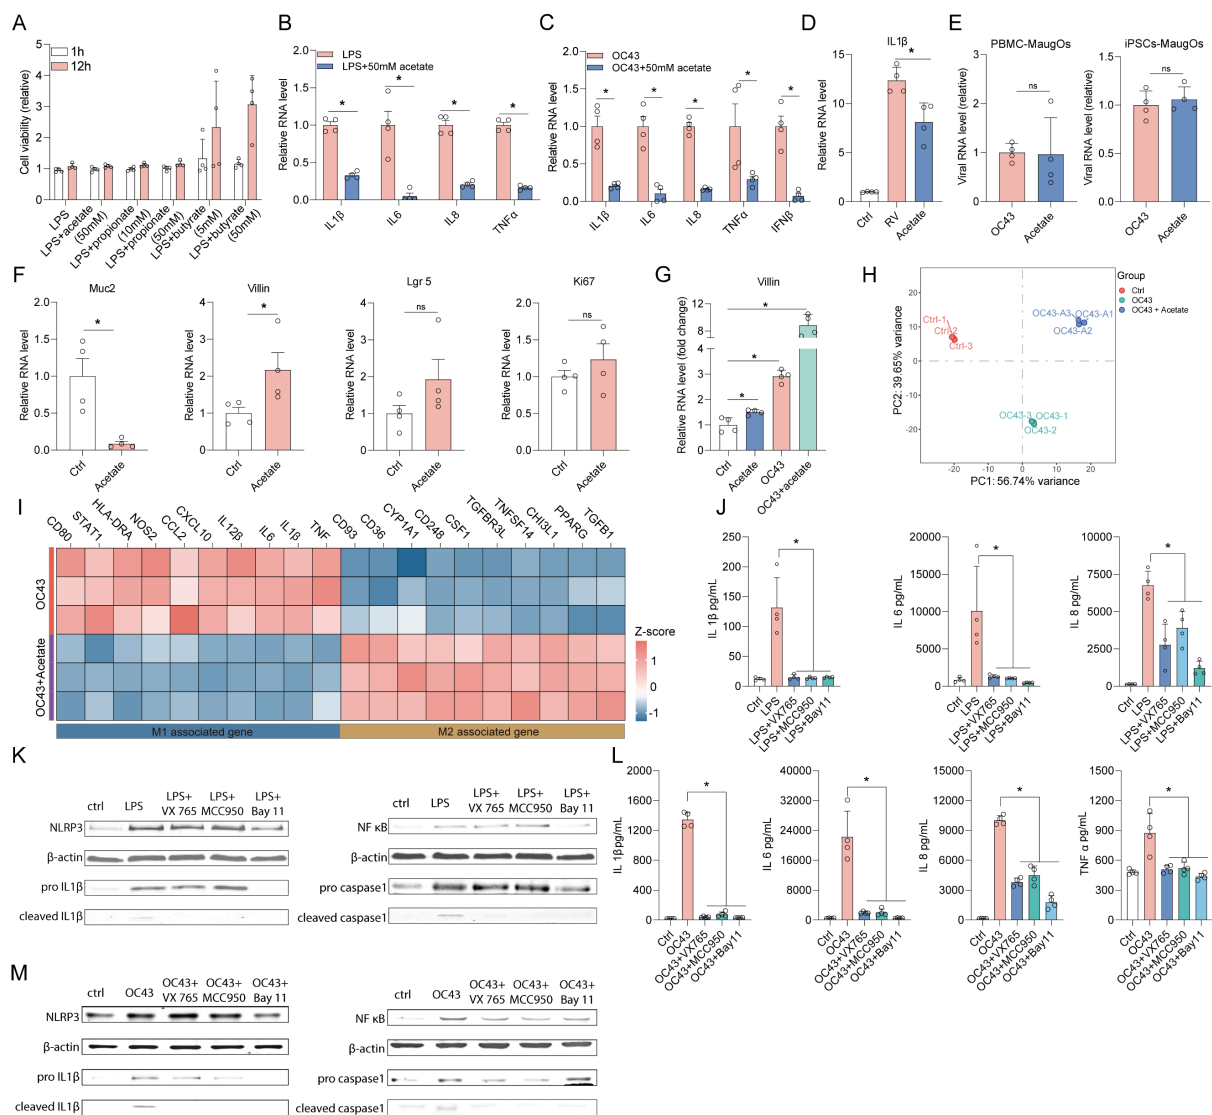 A
1h
12h
Cell viability (relative)
5
4
3
2
1
0
LPS
LPS+acetate
(50mM)
LPS+propionate
(10mM)
LPS+propionate
(50mM)
LPS+butyrate
(5mM)
LPS+butyrate
(50mM)
B
LPS
LPS+50mM acetate
Relative RNA level
2.0
1.5
1.0
0.5
0.0
*
*
*
*
IL1β
IL6
IL8
TNFα
C
OC43
OC43+50mM acetate
Relative RNA level
2.0
1.5
1.0
0.5
0.0
*
*
*
*
*
IL1β
IL6
IL8
TNFα
IFNβ
D
IL1β
*
Relative RNA level
15
10
5
0
Ctrl
RV
Acetate
E
PBMC-MaugOs
ns
Viral RNA level (relative)
3
2
1
0
OC43
Acetate
iPSCs-MaugOs
ns
Viral RNA level (relative)
1.5
1.0
0.5
0.0
OC43
Acetate
F
Muc2
*
Relative RNA level
2.0
1.5
1.0
0.5
0.0
Ctrl
Acetate
Villin
*
Relative RNA level
4
3
2
1
0
Ctrl
Acetate
Lgr 5
ns
Relative RNA level
4
3
2
1
0
Ctrl
Acetate
Ki67
ns
Relative RNA level
2.0
1.5
1.0
0.5
0.0
Ctrl
Acetate
G
Villin
*
*
*
Relative RNA level (fold change)
10
5
4
3
2
1
0
Ctrl
Acetate
OC43
OC43+acetate
H
Group
Ctrl
OC43
OC43 + Acetate
20
10
0
-10
-20
Ctrl-1
Ctrl-2
Ctrl-3
OC43-A3
OC43-A1
OC43-A2
OC43-3
OC43-1
OC43-2
PC2: 39.65% variance
-20
-10
0
10
20
PC1: 56.74% variance
I
CD80
STAT1
HLA-DRA
NOS2
CCL2
CXCL10
IL12β
IL6
IL1β
TNF
CD93
CD36
CYP1A1
CD248
CSF1
TGFBR3L
TNFSF14
CHI3L1
PPARG
TGFB1
OC43
OC43+Acetate
Z-score
1
0
-1
M1 associated gene
M2 associated gene
J
IL 1β pg/mL
250
200
150
100
50
0
*
Ctrl
LPS
LPS+VX765
LPS+MCC950
LPS+Bay11
IL 6 pg/mL
20000
15000
10000
5000
0
*
Ctrl
LPS
LPS+VX765
LPS+MCC950
LPS+Bay11
IL 8 pg/mL
10000
7500
5000
2500
0
*
Ctrl
LPS
LPS+VX765
LPS+MCC950
LPS+Bay11
K
ctrl
LPS
LPS+
VX 765
LPS+
MCC950
LPS+
Bay 11
NLRP3
β-actin
pro IL1β
cleaved IL1β
ctrl
LPS
LPS+
VX 765
LPS+
MCC950
LPS+
Bay 11
NF κB
β-actin
pro caspase1
cleaved caspase1
L
IL 1β pg/mL
2000
1600
1200
800
400
0
*
Ctrl
OC43
OC43+VX765
OC43+MCC950
OC43+Bay11
IL 6 pg/mL
40000
32000
24000
16000
8000
0
*
Ctrl
OC43
OC43+VX765
OC43+MCC950
OC43+Bay11
IL 8 pg/mL
15000
12000
9000
6000
3000
0
*
Ctrl
OC43
OC43+VX765
OC43+MCC950
OC43+Bay11
TNF α pg/mL
1500
1200
900
600
300
0
*
Ctrl
OC43
OC43+VX765
OC43+MCC950
OC43+Bay11
M
ctrl
OC43
OC43+
VX 765
OC43+
MCC950
OC43+
Bay 11
NLRP3
β-actin
pro IL1β
cleaved IL1β
ctrl
OC43
OC43+
VX 765
OC43+
MCC950
OC43+
Bay 11
NF κB
β-actin
pro caspase1
cleaved caspase1